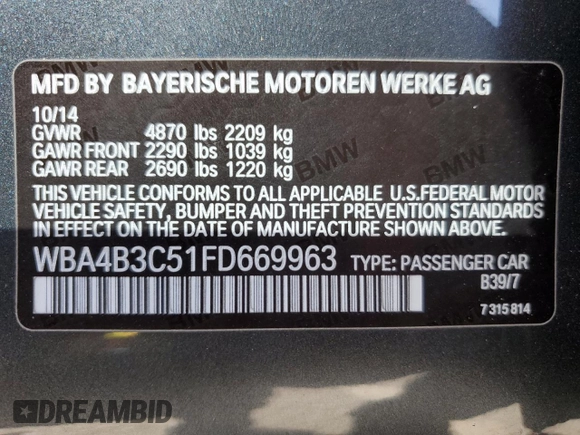 MFD BY BAYERISCHE MOTOREN WERKE AG
10/14
GVWR 4870 lbs 2209 kg
GAWR FRONT 2290 lbs 1039 kg
GAWR REAR 2690 lbs 1220 kg
THIS VEHICLE CONFORMS TO ALL APPLICABLE U.S.FEDERAL MOTOR
VEHICLE SAFETY, BUMPER AND THEFT PREVENTION STANDARDS
IN EFFECT ON THE DATE OF MANUFACTURE SHOWN ABOVE.
WBA4B3C51FD669963 TYPE: PASSENGER CAR
B39/7
7 315 814
DREAMBID